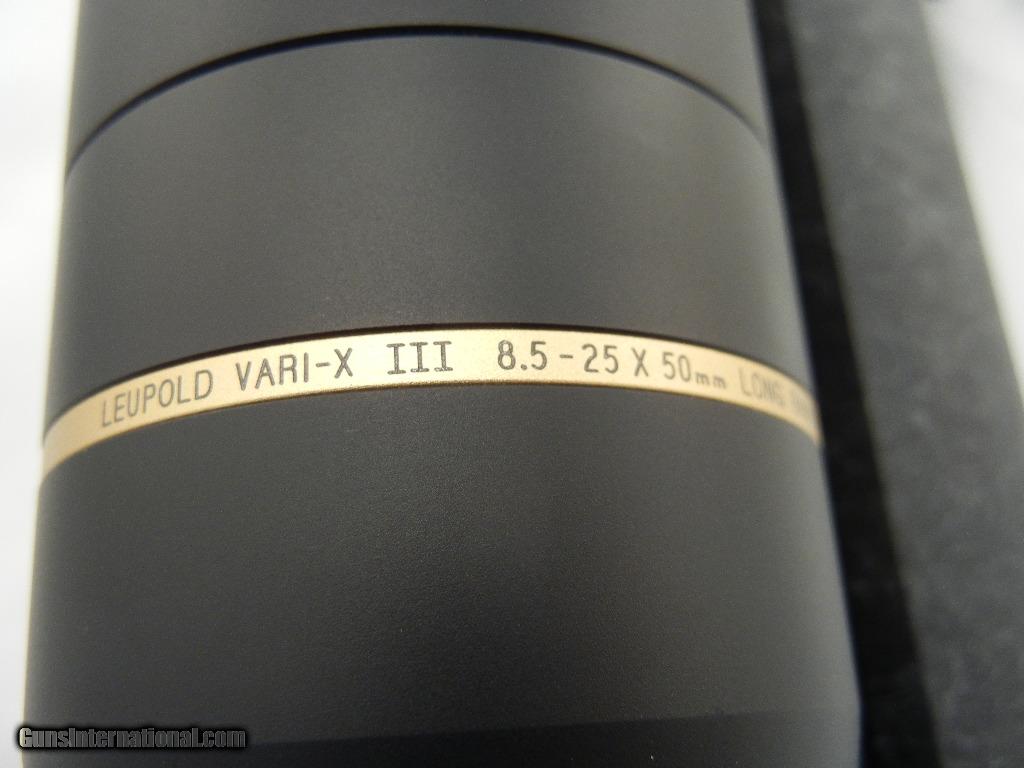 LEUPOLD VARI-X III 8.5-25 X 50mm LONG
GunsInternational.com